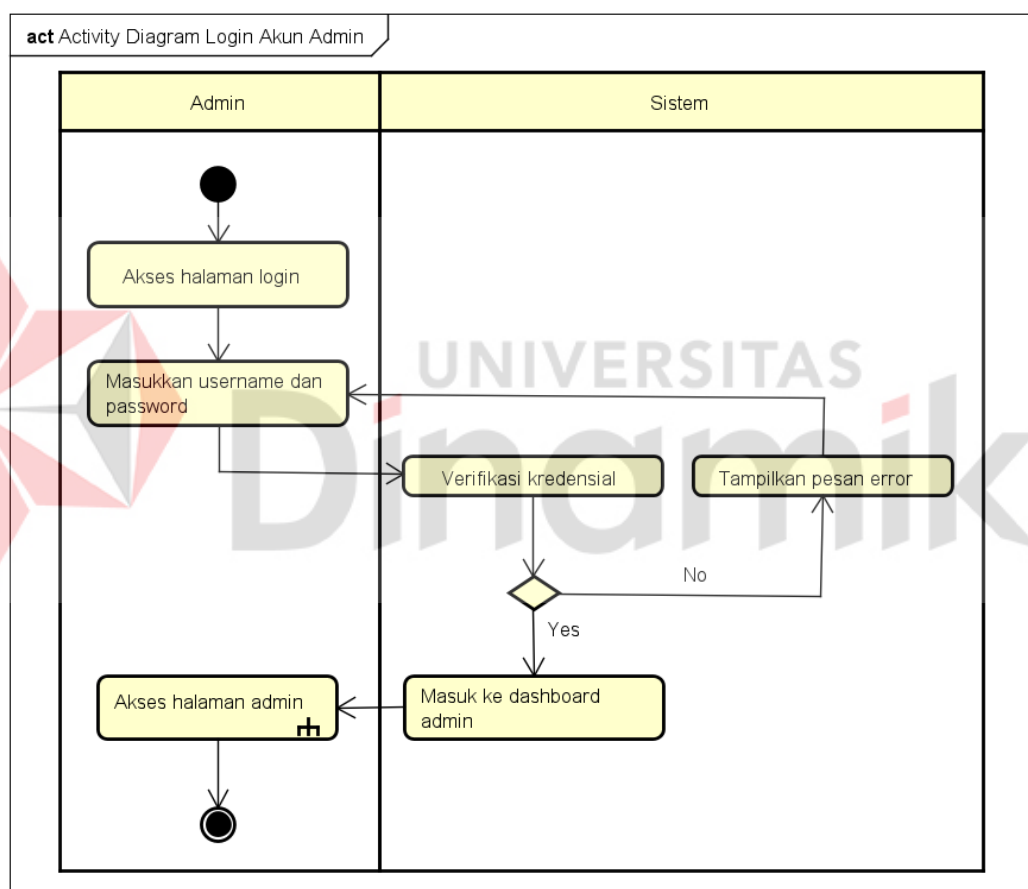 act Activity Diagram Login Akun Admin
Admin
Sistem
Akses halaman login
UNIVERSITAS
Dinamik
Masukkan username dan
password
Verifikasi kredensial
Tampilkan pesan error
No
Yes
Akses halaman admin
Masuk ke dashboard
admin